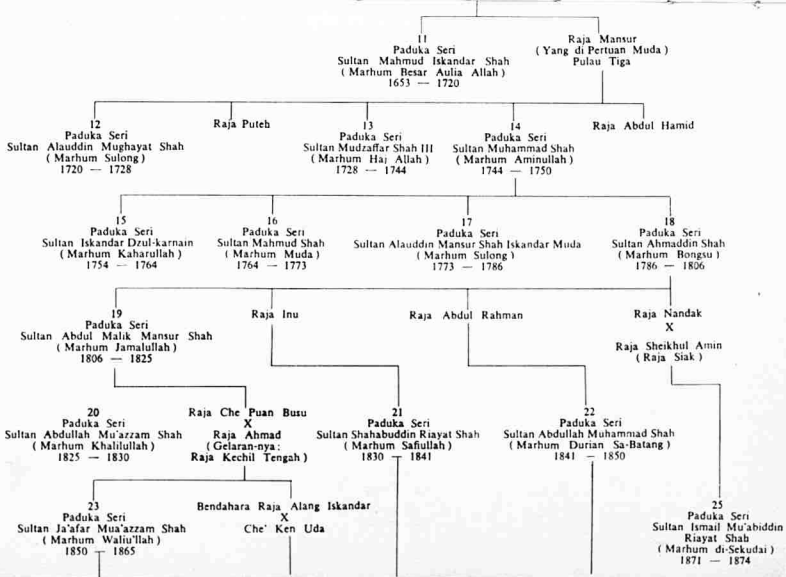 11
Paduka Seri
Sultan Mahmud Iskandar Shah
( Marhum Besar Aulia Allah )
1653 — 1720
Raja Mansur
( Yang di Pertuan Muda )
Pulau Tiga
12
Paduka Seri
Sultan Alauddin Mughayat Shah
( Marhum Sulong )
1720 — 1728
Raja Puteh
13
Paduka Seri
Sultan Mudzaffar Shah III
( Marhum Haj Allah )
1728 — 1744
14
Paduka Seri
Sultan Muhammad Shah
( Marhum Aminullah )
1744 — 1750
Raja Abdul Hamid
15
Paduka Seri
Sultan Iskandar Dzul-karnain
( Marhum Kaharullah )
1754 — 1764
16
Paduka Seri
Sultan Mahmud Shah
( Marhum Muda )
1764 — 1773
17
Paduka Seri
Sultan Alauddin Mansur Shah Iskandar Muda
( Marhum Sulong )
1773 — 1786
18
Paduka Seri
Sultan Ahmaddin Shah
( Marhum Bongsu )
1786 — 1806
19
Paduka Seri
Sultan Abdul Malik Mansur Shah
( Marhum Jamalullah )
1806 — 1825
Raja Inu
Raja Abdul Rahman
Raja Nandak
X
Raja Sheikhul Amin
( Raja Siak )
20
Paduka Seri
Sultan Abdullah Mu'azzam Shah
( Marhum Khalilullah )
1825 — 1830
Raja Che Puan Busu
X
Raja Ahmad
( Gelaran-nya :
Raja Kechil Tengah )
21
Paduka Seri
Sultan Shahabuddin Riayat Shah
( Marhum Safiullah )
1830 — 1841
22
Paduka Seri
Sultan Abdullah Muhammad Shah
( Marhum Durian Sa-Batang )
1841 — 1850
23
Paduka Seri
Sultan Ja'afar Mua'azzam Shah
( Marhum Waliu'llah )
1850 — 1865
Bendahara Raja Alang Iskandar
X
Che' Ken Uda
25
Paduka Seri
Sultan Ismail Mu'abiddin
Riayat Shah
( Marhum di-Sekudai )
1871 — 1874